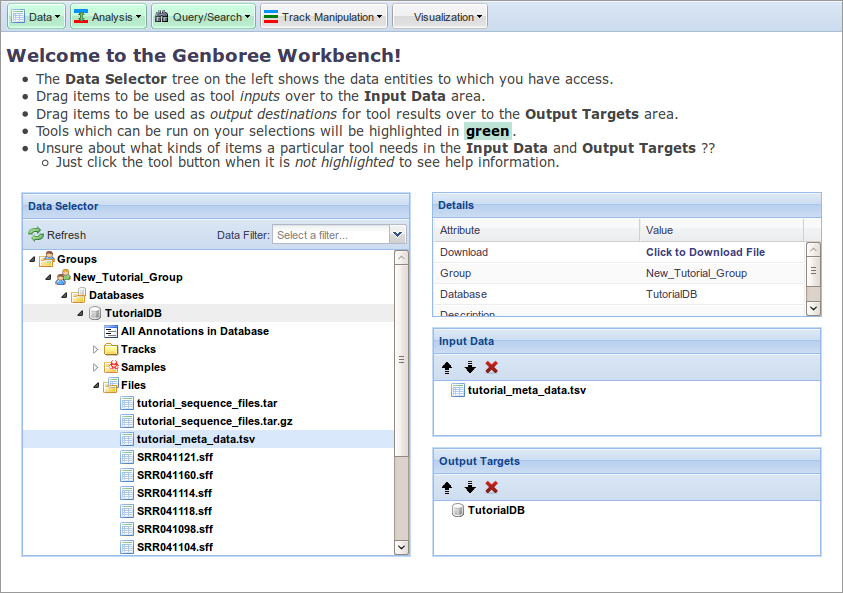 Data Analysis Query/Search Track Manipulation Visualization
Welcome to the Genboree Workbench!
The Data Selector tree on the left shows the data entities to which you have access.
Drag items to be used as tool inputs over to the Input Data area.
Drag items to be used as output destinations for tool results over to the Output Targets area.
Tools which can be run on your selections will be highlighted in green.
Unsure about what kinds of items a particular tool needs in the Input Data and Output Targets ??
Just click the tool button when it is not highlighted to see help information.
Data Selector
Refresh Data Filter: Select a filter...
Groups
New_Tutorial_Group
Databases
TutorialDB
All Annotations in Database
Tracks
Samples
Files
tutorial_sequence_files.tar
tutorial_sequence_files.tar.gz
tutorial_meta_data.tsv
SRR041121.sff
SRR041160.sff
SRR041114.sff
SRR041118.sff
SRR041098.sff
SRR041104.sff
Details
Attribute Value
Download Click to Download File
Group New_Tutorial_Group
Database TutorialDB
Description
Input Data
tutorial_meta_data.tsv
Output Targets
TutorialDB